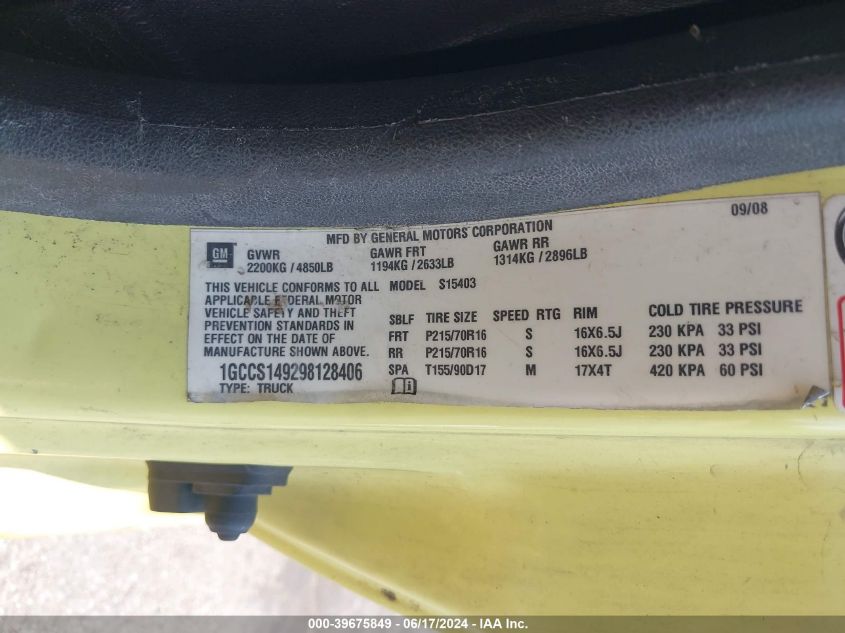 MFD BY GENERAL MOTORS CORPORATION 09/08
GM GVWR GAWR FRT GAWR RR
2200KG / 4850LB 1194KG / 2633LB 1314KG / 2896LB
THIS VEHICLE CONFORMS TO ALL MODEL S15403
APPLICABLE FEDERAL MOTOR
VEHICLE SAFETY AND THEFT
PREVENTION STANDARDS IN
EFFECT ON THE DATE OF
MANUFACTURE SHOWN ABOVE.
1GCCS149298128406
TYPE: TRUCK
SBLF TIRE SIZE SPEED RTG RIM COLD TIRE PRESSURE
FRT P215/70R16 S 16X6.5J 230 KPA 33 PSI
RR P215/70R16 S 16X6.5J 230 KPA 33 PSI
SPA T155/90D17 M 17X4T 420 KPA 60 PSI
000-39675849 - 06/17/2024 - IAA Inc.